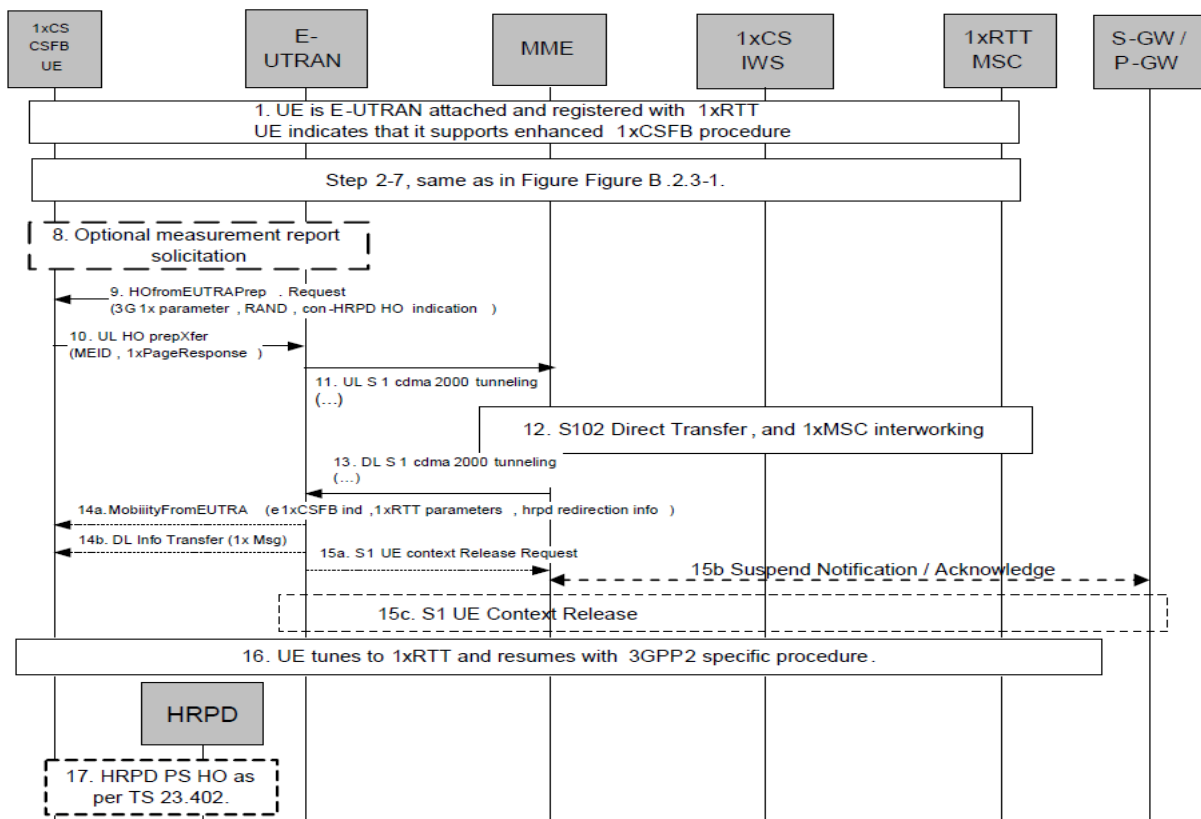 1xCS
CSFB
UE
E-
UTRAN
MME
1xCS
IWS
1xRTT
MSC
S-GW /
P-GW
1. UE is E-UTRAN attached and registered with 1xRTT
UE indicates that it supports enhanced 1xCSFB procedure
Step 2-7, same as in Figure Figure B .2.3-1.
8. Optional measurement report
solicitation
9. HOfromEUTRAPrep . Request
(3G 1x parameter , RAND , con-HRPD HO indication )
10. UL HO prepXfer
(MEID , 1xPageResponse )
11. UL S 1 cdma 2000 tunneling
(...)
12. S102 Direct Transfer , and 1xMSC interworking
13. DL S 1 cdma 2000 tunneling
(...)
14a. MobiiityFromEUTRA (e1xCSFB ind ,1xRTT parameters , hrpd redirection info )
14b. DL Info Transfer (1x Msg)
15a. S1 UE context Release Request
15b Suspend Notification / Acknowledge
15c. S1 UE Context Release
16. UE tunes to 1xRTT and resumes with 3GPP2 specific procedure .
HRPD
17. HRPD PS HO as
per TS 23.402.